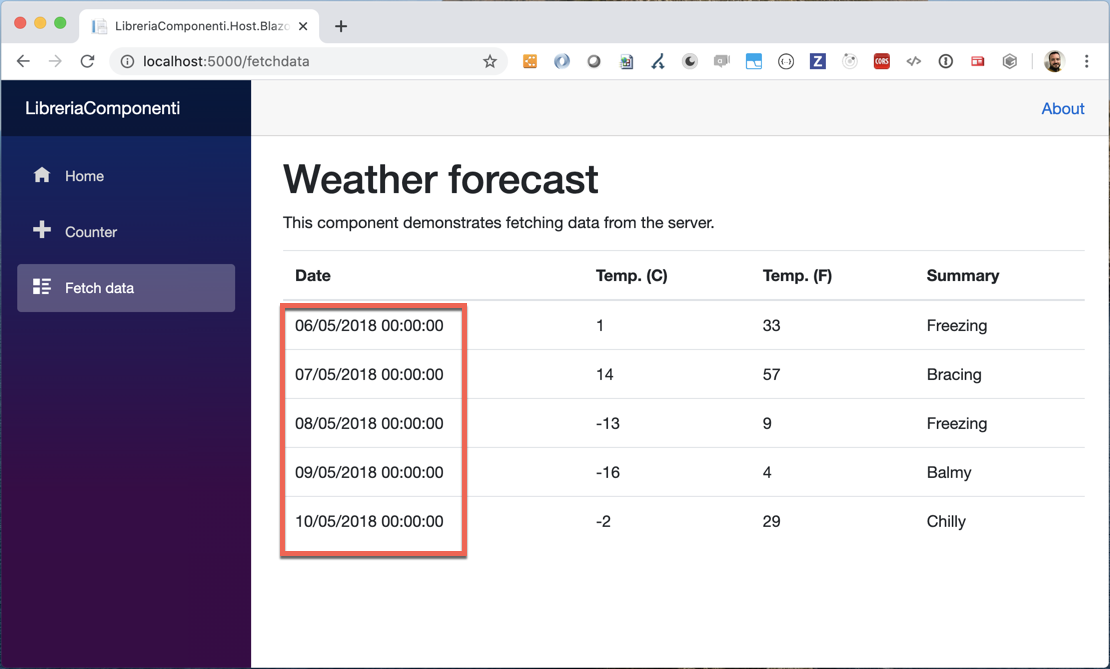 LibreriaComponenti.Host.Blazo
localhost:5000/fetchdata
LibreriaComponenti
About
Home
Counter
Fetch data
Weather forecast
This component demonstrates fetching data from the server.
Date Temp. (C) Temp. (F) Summary
06/05/2018 00:00:00 1 33 Freezing
07/05/2018 00:00:00 14 57 Bracing
08/05/2018 00:00:00 -13 9 Freezing
09/05/2018 00:00:00 -16 4 Balmy
10/05/2018 00:00:00 -2 29 Chilly